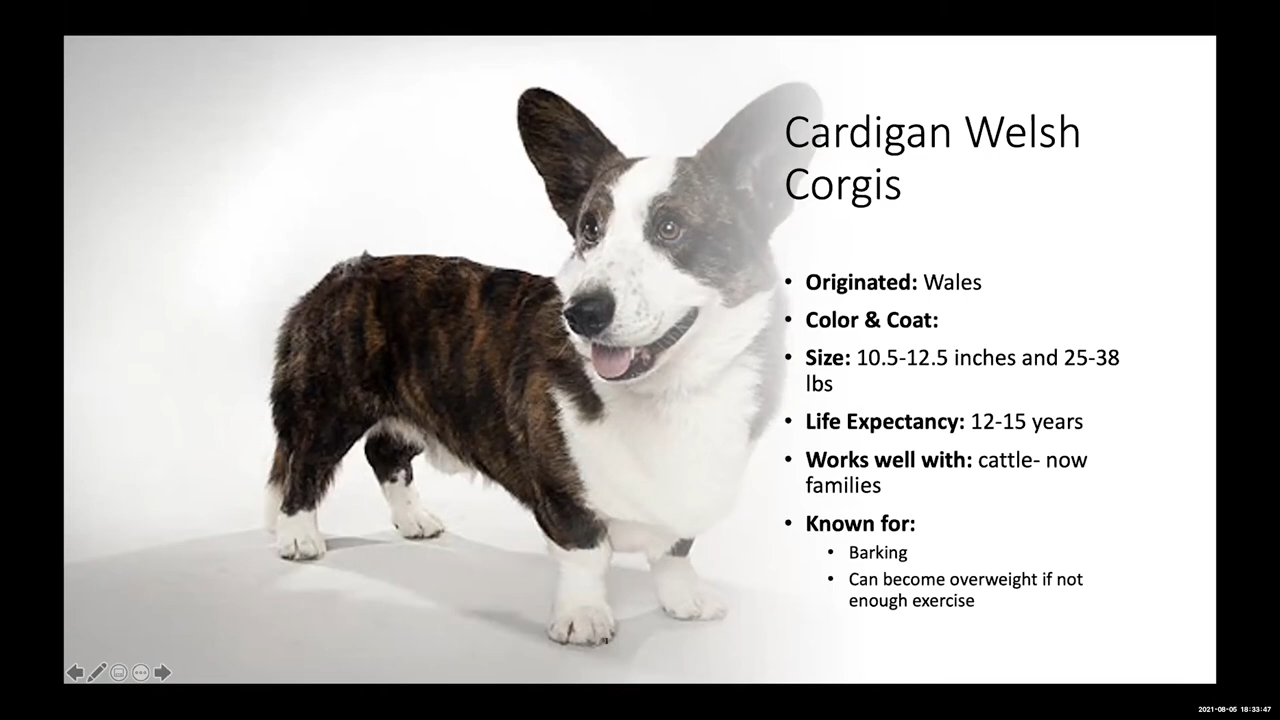 Cardigan Welsh
Corgis
• Originated: Wales
• Color & Coat:
• Size: 10.5-12.5 inches and 25-38
lbs
• Life Expectancy: 12-15 years
• Works well with: cattle- now
families
• Known for:
• Barking
• Can become overweight if not
enough exercise
2021-08-05 18:33:47